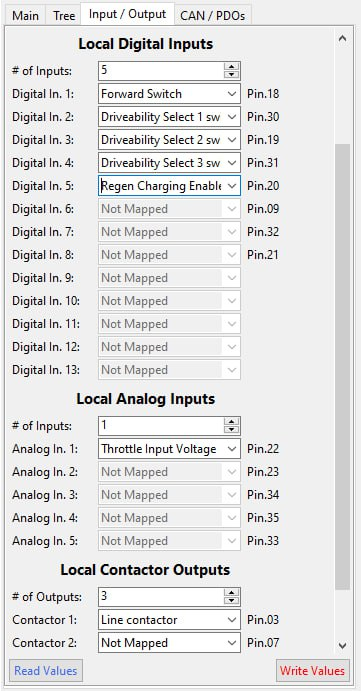 Main Tree Input / Output CAN / PDOs
Local Digital Inputs
# of Inputs: 5
Digital In. 1: Forward Switch Pin.18
Digital In. 2: Driveability Select 1 sw Pin.30
Digital In. 3: Driveability Select 2 sw Pin.19
Digital In. 4: Driveability Select 3 sw Pin.31
Digital In. 5: Regen Charging Enable Pin.20
Digital In. 6: Not Mapped Pin.09
Digital In. 7: Not Mapped Pin.32
Digital In. 8: Not Mapped Pin.21
Digital In. 9: Not Mapped
Digital In. 10: Not Mapped
Digital In. 11: Not Mapped
Digital In. 12: Not Mapped
Digital In. 13: Not Mapped
Local Analog Inputs
# of Inputs: 1
Analog In. 1: Throttle Input Voltage Pin.22
Analog In. 2: Not Mapped Pin.23
Analog In. 3: Not Mapped Pin.34
Analog In. 4: Not Mapped Pin.35
Analog In. 5: Not Mapped Pin.33
Local Contactor Outputs
# of Outputs: 3
Contactor 1: Line contactor Pin.03
Contactor 2: Not Mapped Pin.07
Read Values Write Values